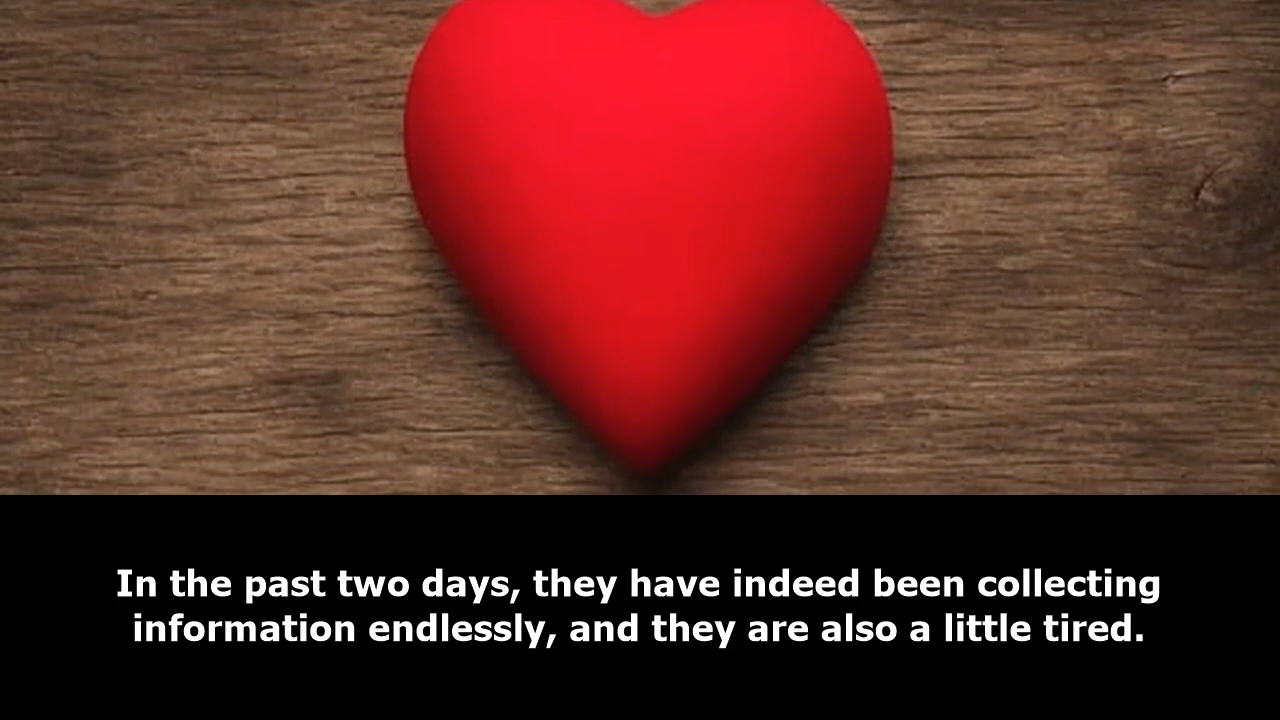 In the past two days, they have indeed been collecting
information endlessly, and they are also a little tired.